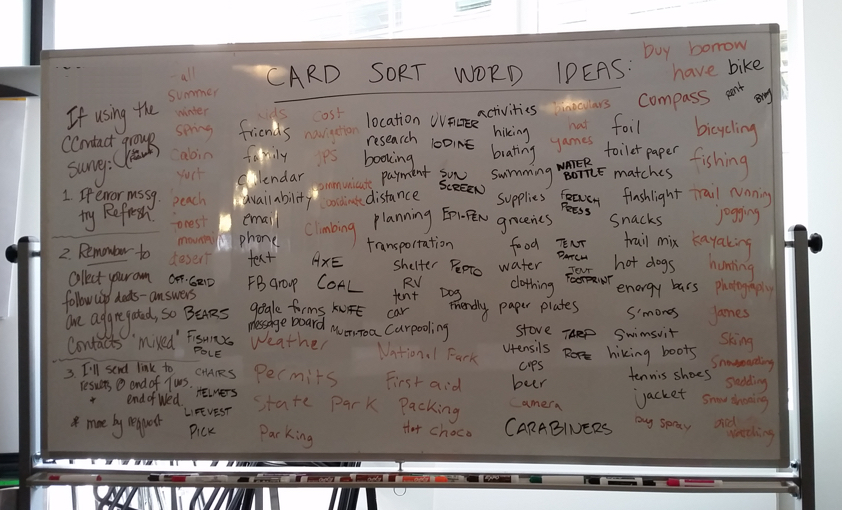 CARD SORT WORD IDEAS:
If using the
Contact group
survey:
1. If error mssg.
try Refresh
2. Remember to
collect your own
follow up deets - answers
are aggregated, so
contacts "mixed"
3. I'll send link to
results @ end of Tues.
+ end of Wed.
* more by request
all
summer
winter
spring
cabin
yurt
beach
forest
mountain
desert
OFF-GRID
BEARS
FISHING
POLE
CHAIRS
HELMETS
LIFEVEST
PICK
kids
friends
family
calendar
availability
email
phone
text
FB group
google forms
message board
Weather
Permits
State Park
Parking
cost
navigation
GPS
communicate
coordinate
Climbing
AXE
COAL
KNIFE
MULTI-TOOL
location
research
booking
payment
distance
planning
transportation
shelter
RV
tent
car
Carpooling
National Park
First aid
Packing
Hot choco
UV FILTER
IODINE
SUN
SCREEN
EPI-PEN
PEPTO
Dog
Friendly
activities
hiking
boating
swimming
supplies
groceries
food
water
clothing
paper plates
stove
utensils
cups
beer
camera
CARABINERS
binoculars
hat
games
WATER
BOTTLE
FRENCH
PRESS
TENT
PATCH
TENT
FOOTPRINT
TARP
ROPE
foil
toilet paper
matches
flashlight
snacks
trail mix
hot dogs
energy bars
s'mores
swimsuit
hiking boots
tennis shoes
jacket
bug spray
buy borrow
have bike
rent
compass
bicycling
fishing
trail running
jogging
kayaking
hunting
photography
games
skiing
snowboarding
sledding
snow shoeing
bird
watching